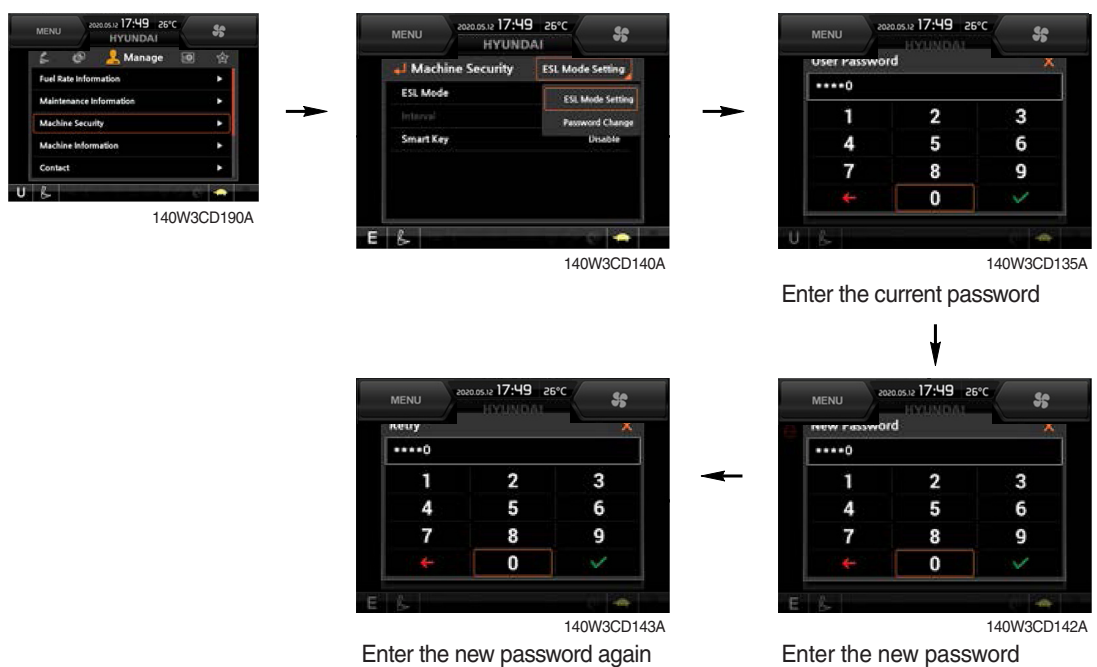 MENU 2020.05.12 17:49 26°C
HYUNDAI
Manage
Fuel Rate Information
Maintenance Information
Machine Security
Machine Information
Contact
U
140W3CD190A
MENU 2020.05.12 17:49 26°C
HYUNDAI
Machine Security ESL Mode Setting
ESL Mode
ESL Mode Setting
Interval
Password Change
Smart Key Disable
E
140W3CD140A
MENU 2020.05.12 17:49 26°C
HYUNDAI
User Password X
****0
1 2 3
4 5 6
7 8 9
0
U
140W3CD135A
Enter the current password
MENU 2020.05.12 17:49 26°C
HYUNDAI
New Password X
****0
1 2 3
4 5 6
7 8 9
0
E
140W3CD142A
Enter the new password
MENU 2020.05.12 17:49 26°C
HYUNDAI
Retry X
****0
1 2 3
4 5 6
7 8 9
0
E
140W3CD143A
Enter the new password again